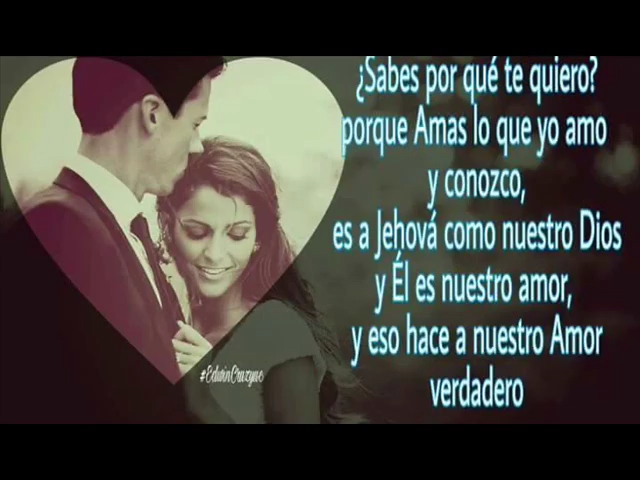 ¿Sabes por qué te quiero?
porque Amas lo que yo amo
y conozco,
es a Jehová como nuestro Dios
y Él es nuestro amor,
y eso hace a nuestro Amor
verdadero